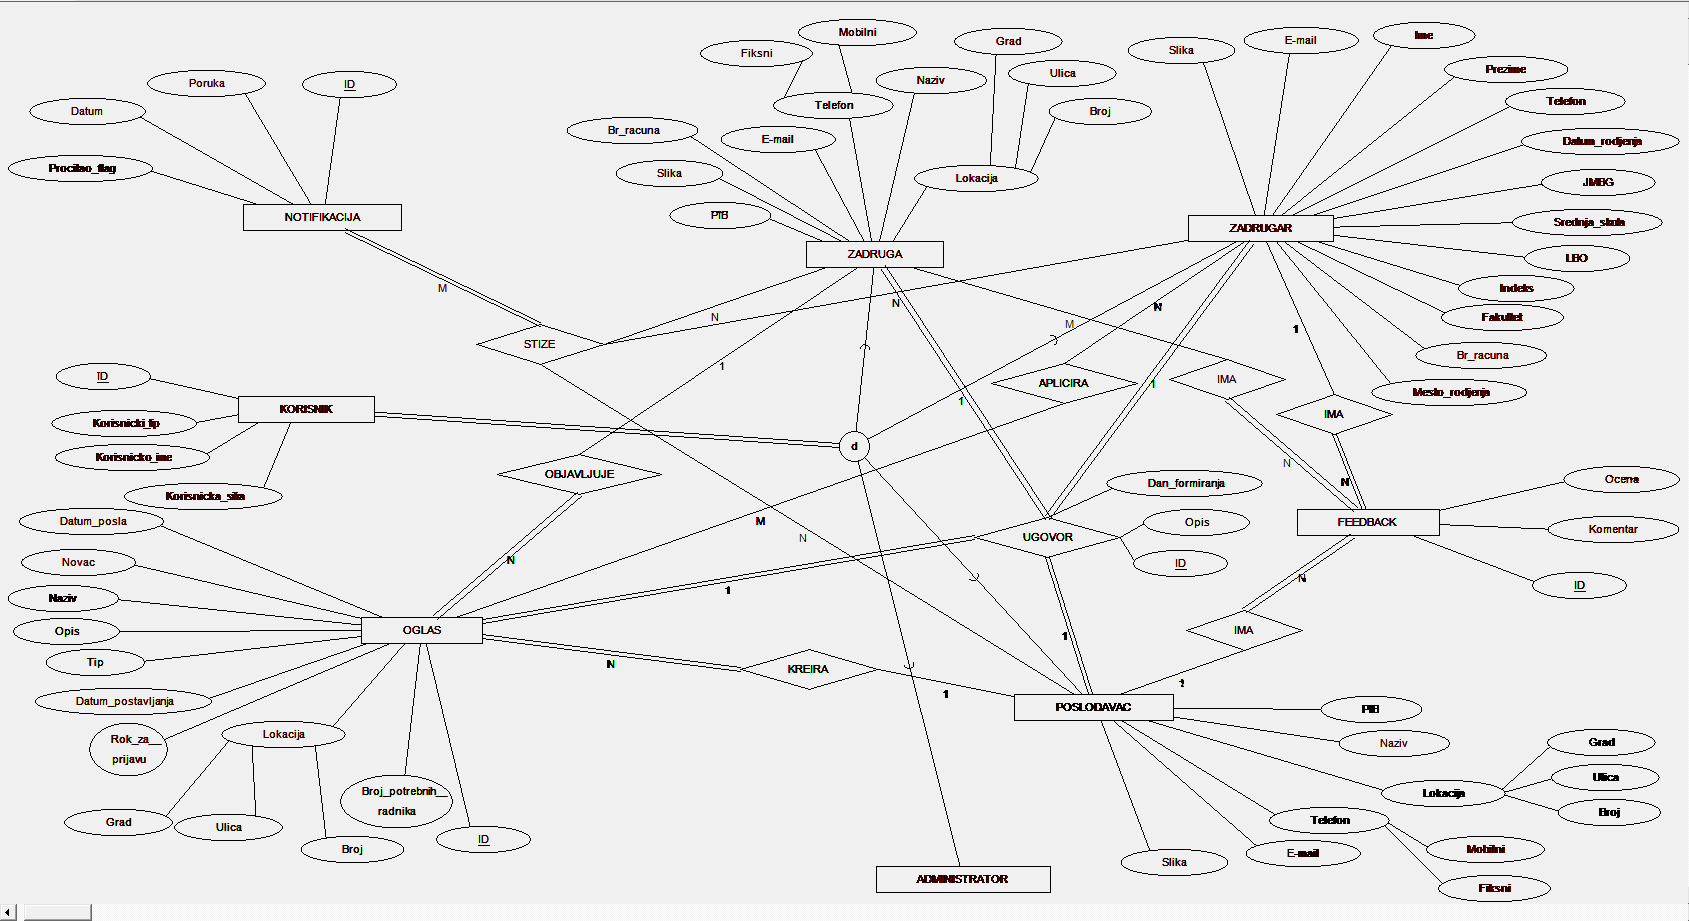 Mobilni
Ime
Grad
E-mail
Slika
Fiksni
Prezime
Ulica
Naziv
Poruka
ID
Telefon
Telefon
Datum
Broj
Br_racuna
E-mail
Datum_rodjenja
Procitao_flag
Slika
Lokacija
JMBG
PIB
NOTIFIKACIJA
Srednja_skola
ZADRUGAR
ZADRUGA
LBO
M
Indeks
N
N
N
Fakultet
M
1
STIZE
Br_racuna
1
ID
IMA
APLICIRA
1
Mesto_rodjenja
1
KORISNIK
IMA
Korisnicki_tip
d
Korisnicko_ime
N
OBJAVLJUJE
Ocena
N
Dan_formiranja
Korisnicka_sifra
Datum_posla
M
Opis
FEEDBACK
Komentar
N
UGOVOR
Novac
N
ID
N
ID
1
Naziv
OGLAS
Opis
1
IMA
Tip
N
KREIRA
1
1
Datum_postavljanja
POSLODAVAC
PIB
Lokacija
Rok_za_
prijavu
Naziv
Grad
Ulica
Broj_potrebnih_
radnika
Lokacija
Broj
Grad
Ulica
Telefon
ID
Broj
Mobilni
E-mail
Slika
ADMINISTRATOR
Fiksni